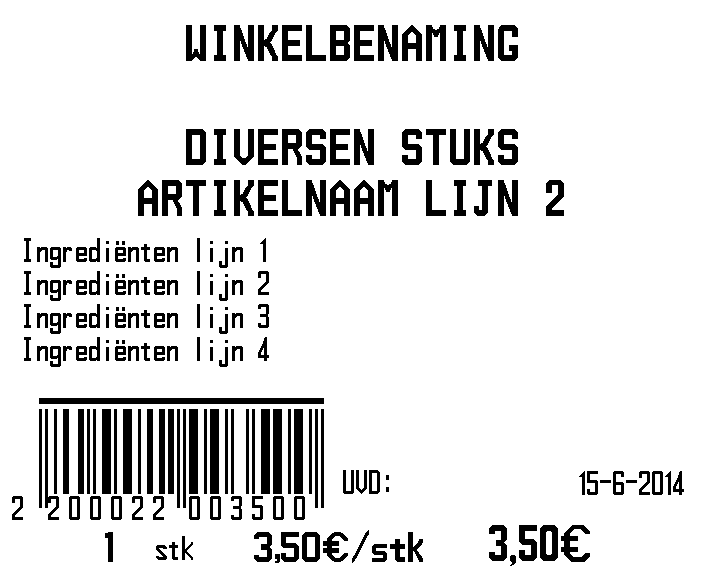 WINKELBENAMING
DIVERSEN STUKS
ARTIKELNAAM LIJN 2
Ingrediënten lijn 1
Ingrediënten lijn 2
Ingrediënten lijn 3
Ingrediënten lijn 4
UVD: 15-6-2014
2 200022 003500
1 stk 3,50€/stk 3,50€